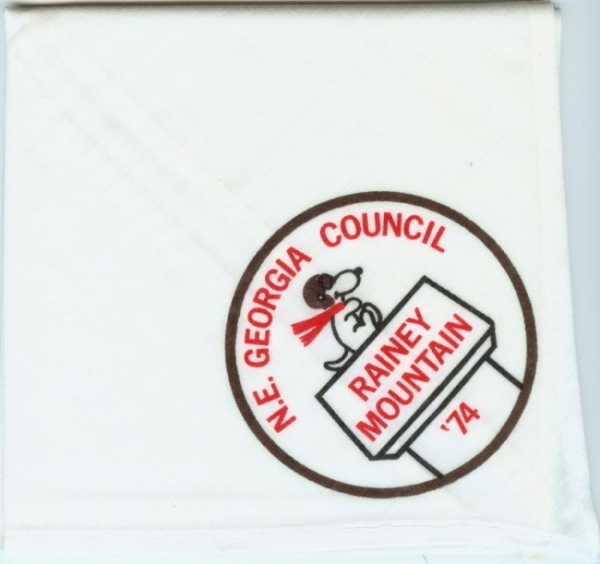 N.E. GEORGIA COUNCIL
RAINEY
MOUNTAIN
'74